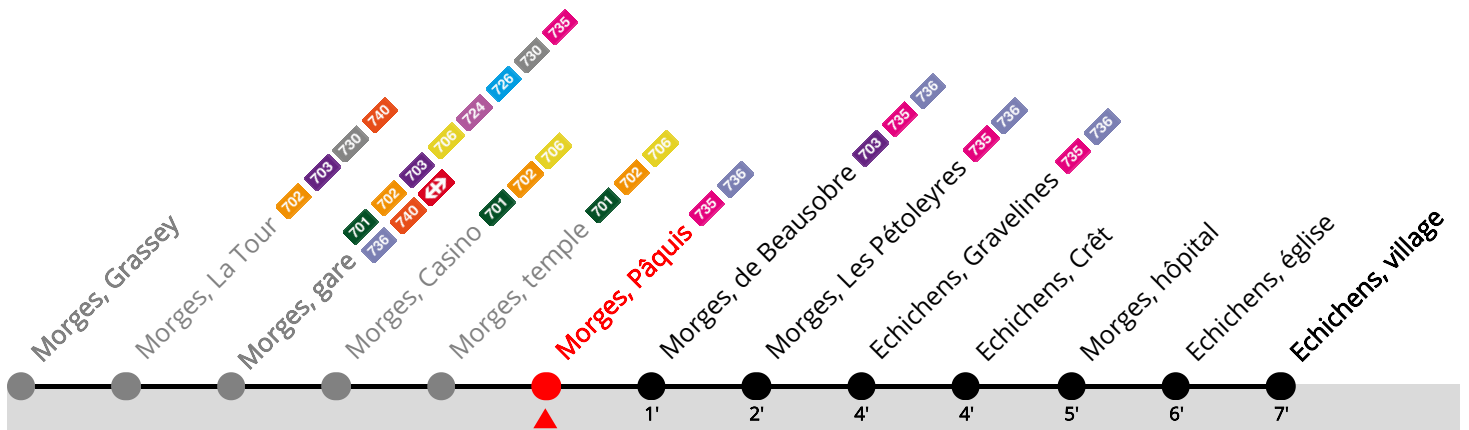 Morges, Grassey
Morges, La Tour 702 703 730 740
Morges, gare 701 702 703 706 724 726 730 735
736 740
Morges, Casino 701 702 706
Morges, temple 701 702 706
Morges, Pâquis 735 736
Morges, de Beausobre 703 735 736
Morges, Les Pétoleyres 735 736
Echichens, Gravelines 735 736
Echichens, Crêt
Morges, hôpital
Echichens, église
Echichens, village
1' 2' 4' 4' 5' 6' 7'